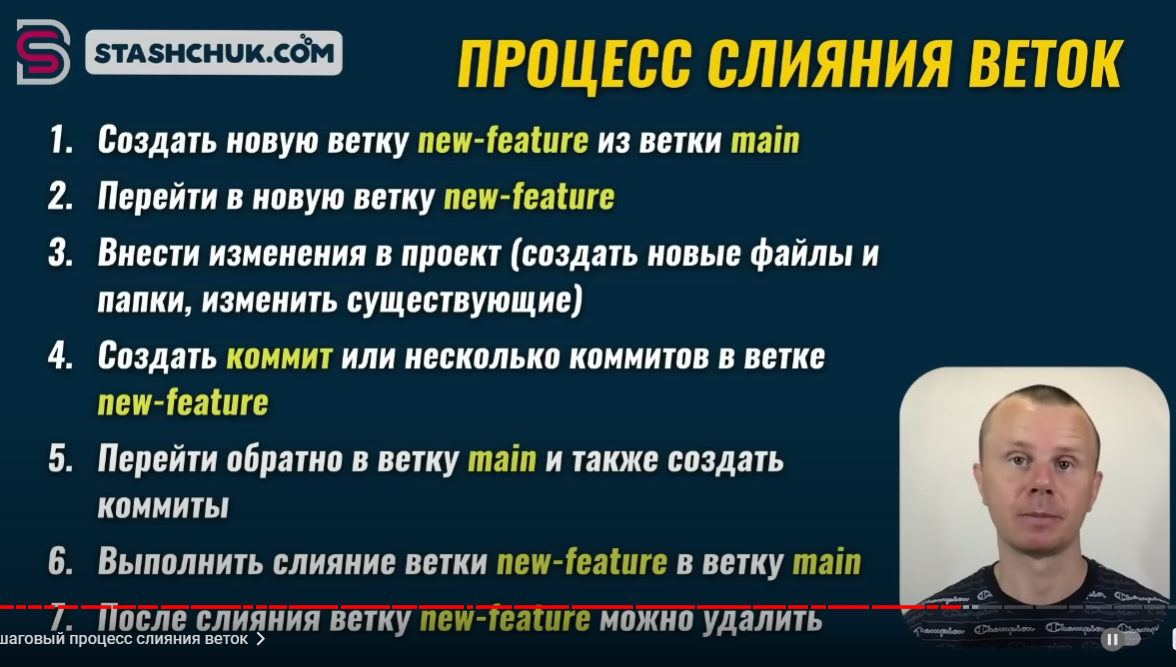 STASHCHUK.COM
ПРОЦЕСС СЛИЯНИЯ ВЕТОК
1. Создать новую ветку new-feature из ветки main
2. Перейти в новую ветку new-feature
3. Внести изменения в проект (создать новые файлы и
папки, изменить существующие)
4. Создать коммит или несколько коммитов в ветке
new-feature
5. Перейти обратно в ветку main и также создать
коммиты
6. Выполнить слияние ветки new-feature в ветку main
7. После слияния ветку new-feature можно удалить
шаговый процесс слияния веток
Champion Champion Champion